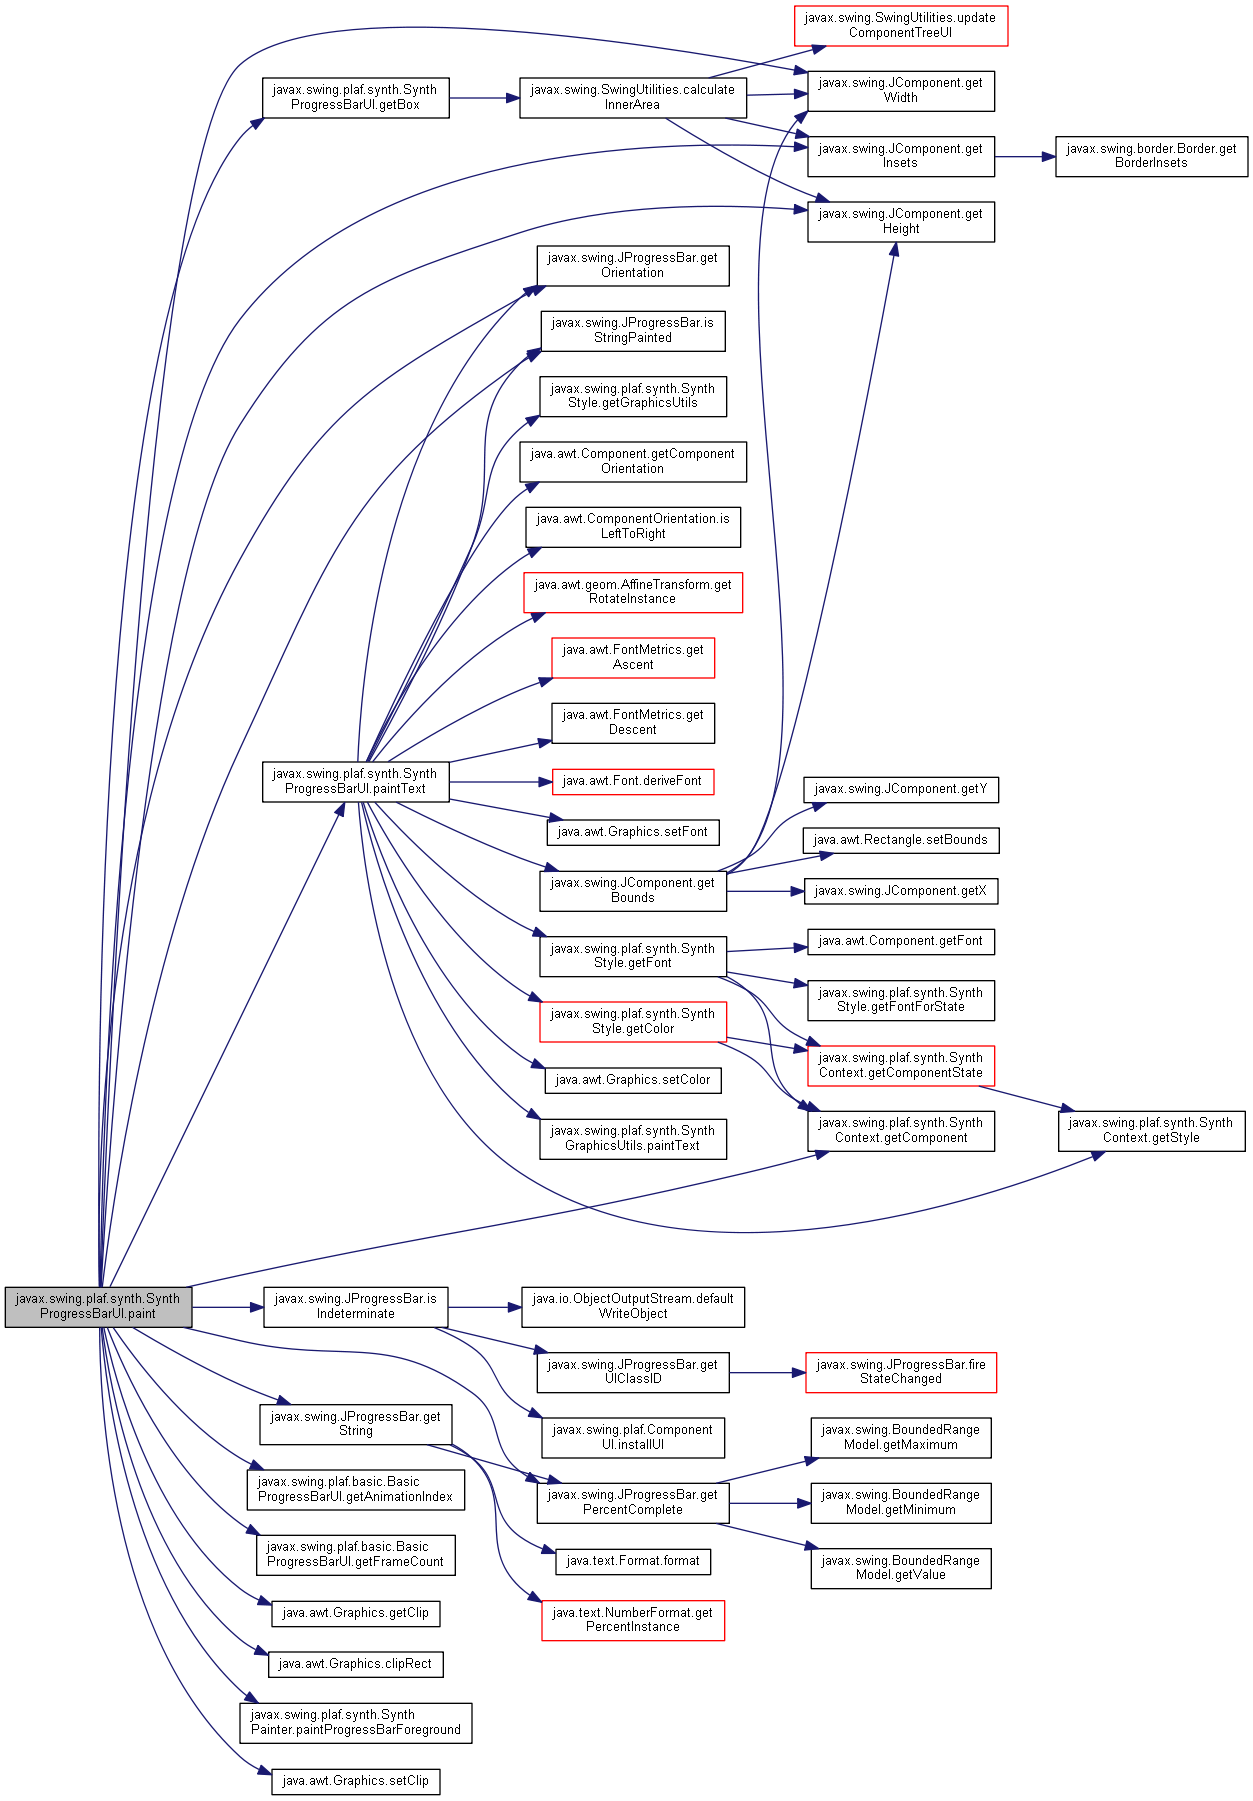 javax.swing.SwingUtilities.update
ComponentTreeUI
javax.swing.plaf.synth.Synth
ProgressBarUI.getBox
javax.swing.SwingUtilities.calculate
InnerArea
javax.swing.JComponent.get
Width
javax.swing.JComponent.get
Insets
javax.swing.border.Border.get
BorderInsets
javax.swing.JComponent.get
Height
javax.swing.JProgressBar.get
Orientation
javax.swing.JProgressBar.is
StringPainted
javax.swing.plaf.synth.Synth
Style.getGraphicsUtils
java.awt.Component.getComponent
Orientation
java.awt.ComponentOrientation.is
LeftToRight
java.awt.geom.AffineTransform.get
RotateInstance
java.awt.FontMetrics.get
Ascent
java.awt.FontMetrics.get
Descent
javax.swing.plaf.synth.Synth
ProgressBarUI.paintText
java.awt.Font.deriveFont
java.awt.Graphics.setFont
javax.swing.JComponent.get
Bounds
javax.swing.JComponent.getY
java.awt.Rectangle.setBounds
javax.swing.JComponent.getX
javax.swing.plaf.synth.Synth
Style.getFont
java.awt.Component.getFont
javax.swing.plaf.synth.Synth
Style.getFontForState
javax.swing.plaf.synth.Synth
Style.getColor
javax.swing.plaf.synth.Synth
Context.getComponentState
java.awt.Graphics.setColor
javax.swing.plaf.synth.Synth
GraphicsUtils.paintText
javax.swing.plaf.synth.Synth
Context.getComponent
javax.swing.plaf.synth.Synth
Context.getStyle
javax.swing.plaf.synth.Synth
ProgressBarUI.paint
javax.swing.JProgressBar.is
Indeterminate
java.io.ObjectOutputStream.default
WriteObject
javax.swing.JProgressBar.get
UIClassID
javax.swing.JProgressBar.fire
StateChanged
javax.swing.JProgressBar.get
String
javax.swing.plaf.Component
UI.installUI
javax.swing.BoundedRange
Model.getMaximum
javax.swing.plaf.basic.Basic
ProgressBarUI.getAnimationIndex
javax.swing.JProgressBar.get
PercentComplete
javax.swing.BoundedRange
Model.getMinimum
javax.swing.plaf.basic.Basic
ProgressBarUI.getFrameCount
java.text.Format.format
javax.swing.BoundedRange
Model.getValue
java.awt.Graphics.getClip
java.text.NumberFormat.get
PercentInstance
java.awt.Graphics.clipRect
javax.swing.plaf.synth.Synth
Painter.paintProgressBarForeground
java.awt.Graphics.setClip